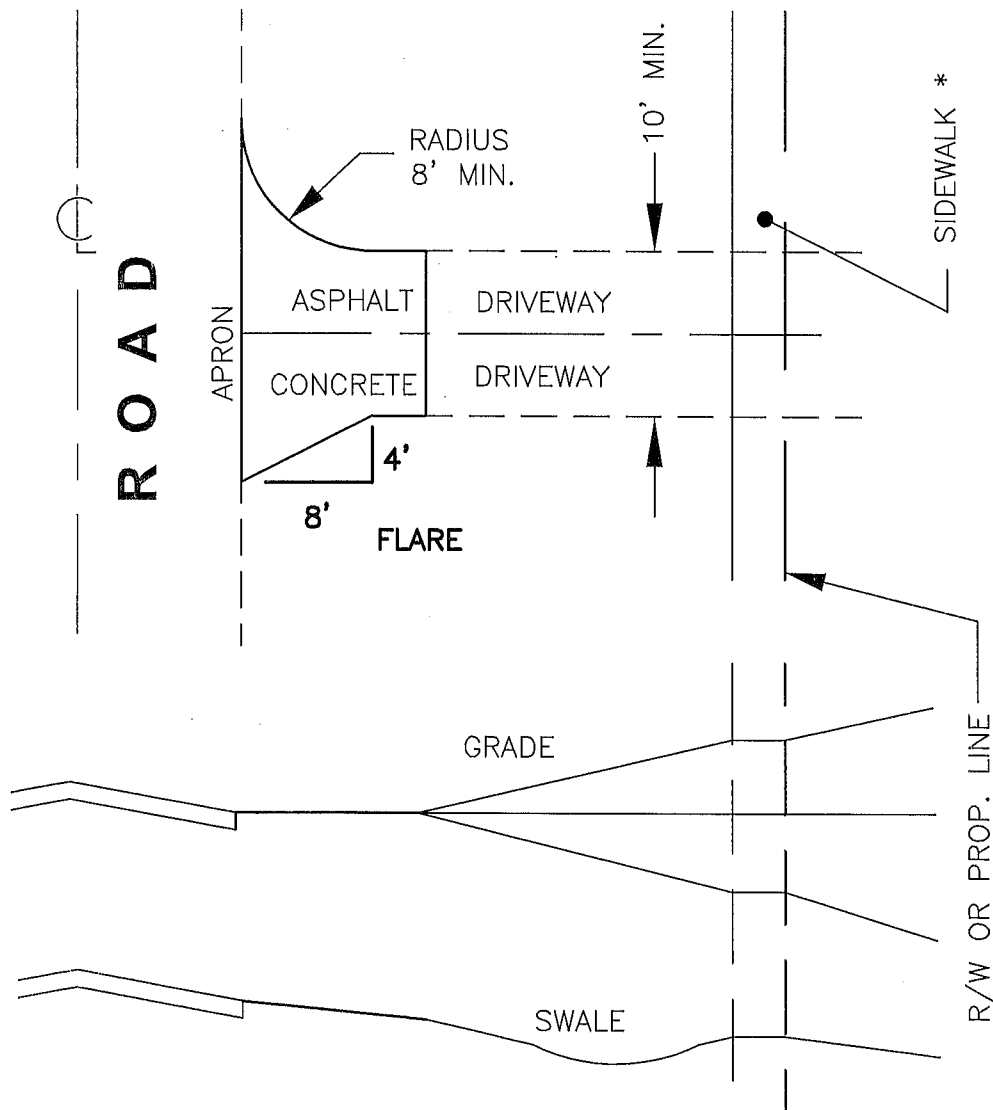 10' MIN.
RADIUS
8' MIN.
SIDEWALK *
℄
ROAD
APRON
ASPHALT
DRIVEWAY
CONCRETE
DRIVEWAY
4'
8'
FLARE
GRADE
R/W OR PROP. LINE
SWALE